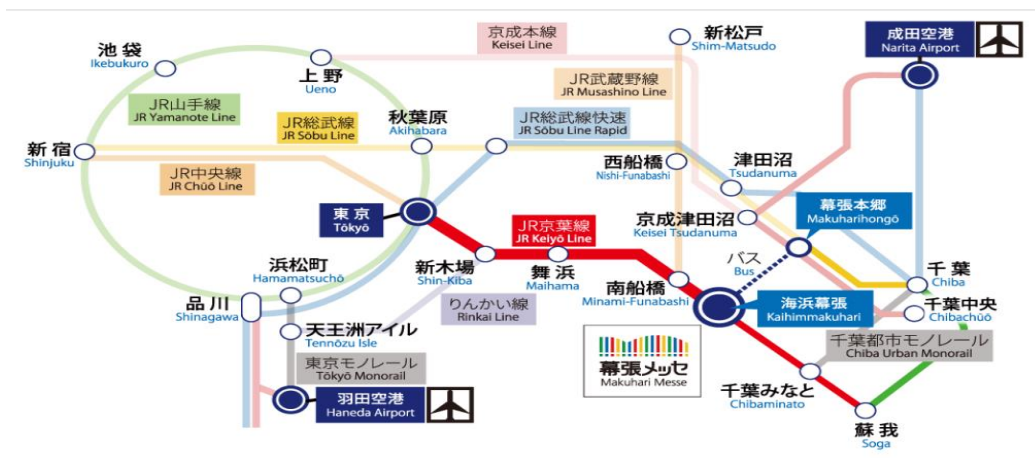 京成本線
Keisei Line
新松戸
Shim-Matsudo
成田空港
Narita Airport
池袋
Ikebukuro
上野
Ueno
JR武蔵野線
JR Musashino Line
JR山手線
JR Yamanote Line
JR総武線
JR Sōbu Line
秋葉原
Akihabara
JR総武線快速
JR Sōbu Line Rapid
新宿
Shinjuku
JR中央線
JR Chūō Line
西船橋
Nishi-Funabashi
津田沼
Tsudanuma
東京
Tōkyō
JR京葉線
JR Keiyō Line
京成津田沼
Keisei Tsudanuma
幕張本郷
Makuharihongō
バス
Bus
浜松町
Hamamatsuchō
新木場
Shin-Kiba
舞浜
Maihama
南船橋
Minami-Funabashi
千葉
Chiba
品川
Shinagawa
りんかい線
Rinkai Line
海浜幕張
Kaihimmakuhari
千葉中央
Chibachūō
天王洲アイル
Tennōzu Isle
千葉都市モノレール
Chiba Urban Monorail
東京モノレール
Tōkyō Monorail
幕張メッセ
Makuhari Messe
千葉みなと
Chibaminato
羽田空港
Haneda Airport
蘇我
Soga